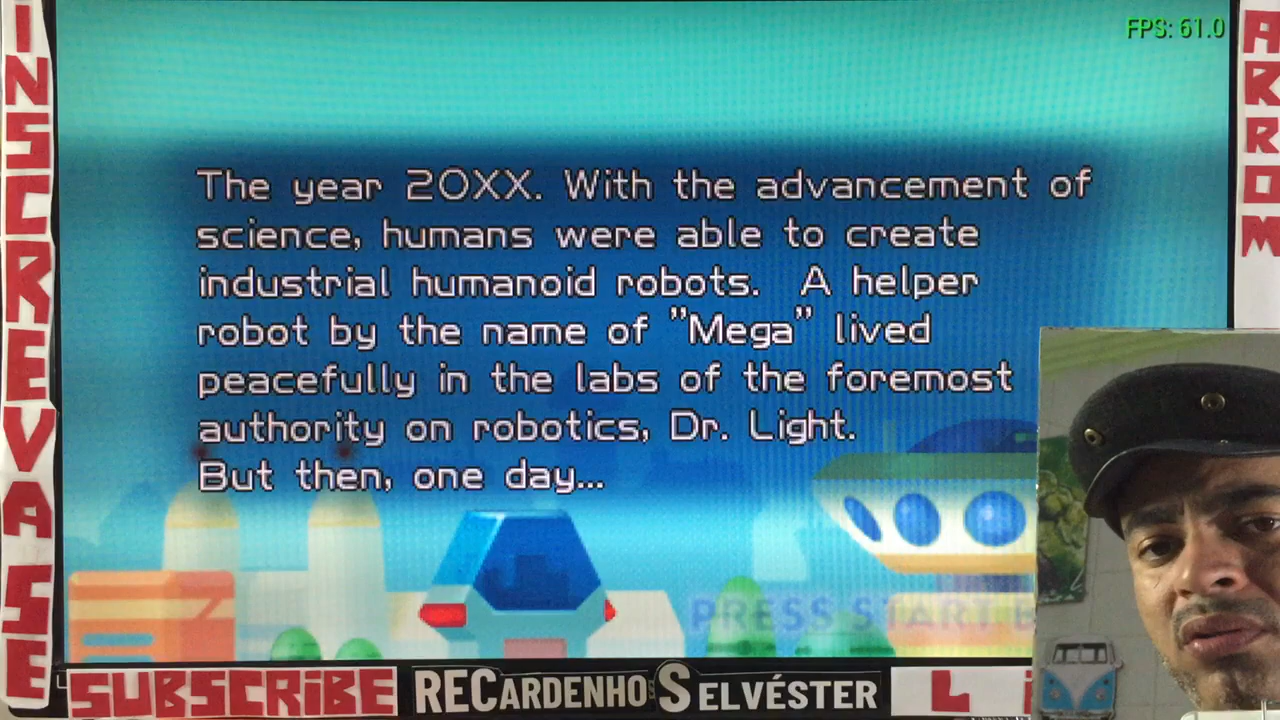 FPS: 61.0
INSCREVASE
ARROM
The year 20XX. With the advancement of
science, humans were able to create
industrial humanoid robots. A helper
robot by the name of "Mega" lived
peacefully in the labs of the foremost
authority on robotics, Dr. Light.
But then, one day...
PRESS START B
SUBSCRIBE
RECARDENHO'S SELVÉSTER
L i